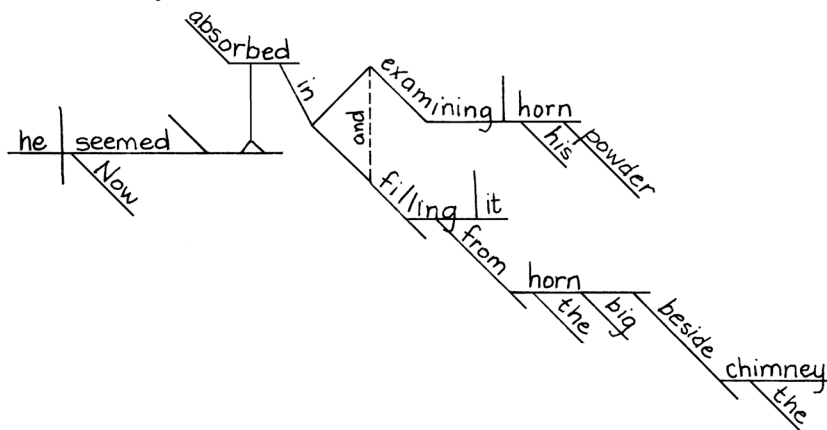 absorbed
in
examining horn
he seemed
and
his powder
Now
filling it
from
horn
the big
beside
chimney
the